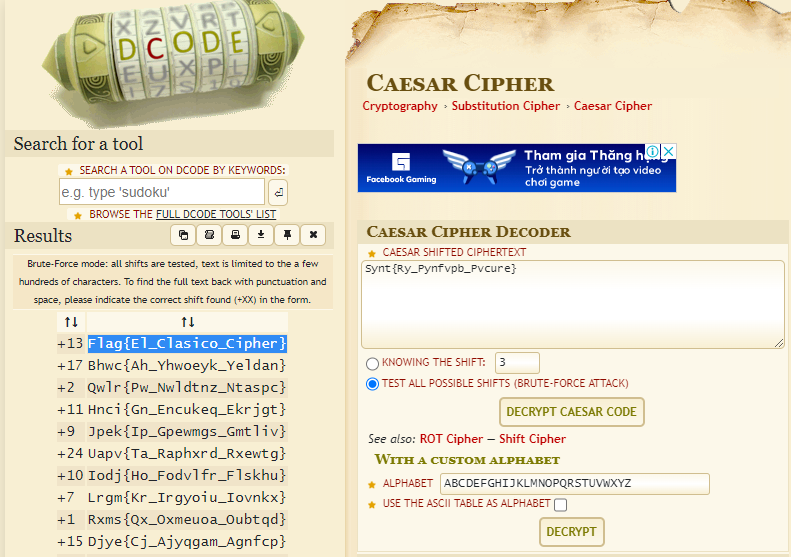 DCODE
Search for a tool
SEARCH A TOOL ON DCODE BY KEYWORDS:
e.g. type 'sudoku'
BROWSE THE FULL DCODE TOOLS' LIST
Results
Brute-Force mode: all shifts are tested, text is limited to the a few
hundreds of characters. To find the full text back with punctuation and
space, please indicate the correct shift found (+XX) in the form.
↑↓ ↑↓
+13 Flag{El_Clasico_Cipher}
+17 Bhwc{Ah_Yhwoeyk_Yeldan}
+2 Qwlr{Pw_Nwldtnz_Ntaspc}
+11 Hnci{Gn_Encukeq_Ekrjgt}
+9 Jpek{Ip_Gpewmgs_Gmtliv}
+24 Uapv{Ta_Raphxrd_Rxewtg}
+10 Iodj{Ho_Fodvlfr_Flskhu}
+7 Lrgm{Kr_Irgyoiu_Iovnkx}
+1 Rxms{Qx_Oxmeuoa_Oubtqd}
+15 Djye{Cj_Ajyqgam_Agnfcp}
CAESAR CIPHER
Cryptography › Substitution Cipher › Caesar Cipher
Facebook Gaming
Tham gia Thăng hạng
Trở thành người tạo video
chơi game
CAESAR CIPHER DECODER
CAESAR SHIFTED CIPHERTEXT
Synt{Ry_Pynfvpb_Pvcure}
KNOWING THE SHIFT: 3
TEST ALL POSSIBLE SHIFTS (BRUTE-FORCE ATTACK)
DECRYPT CAESAR CODE
See also: ROT Cipher — Shift Cipher
WITH A CUSTOM ALPHABET
ALPHABET ABCDEFGHIJKLMNOPQRSTUVWXYZ
USE THE ASCII TABLE AS ALPHABET
DECRYPT